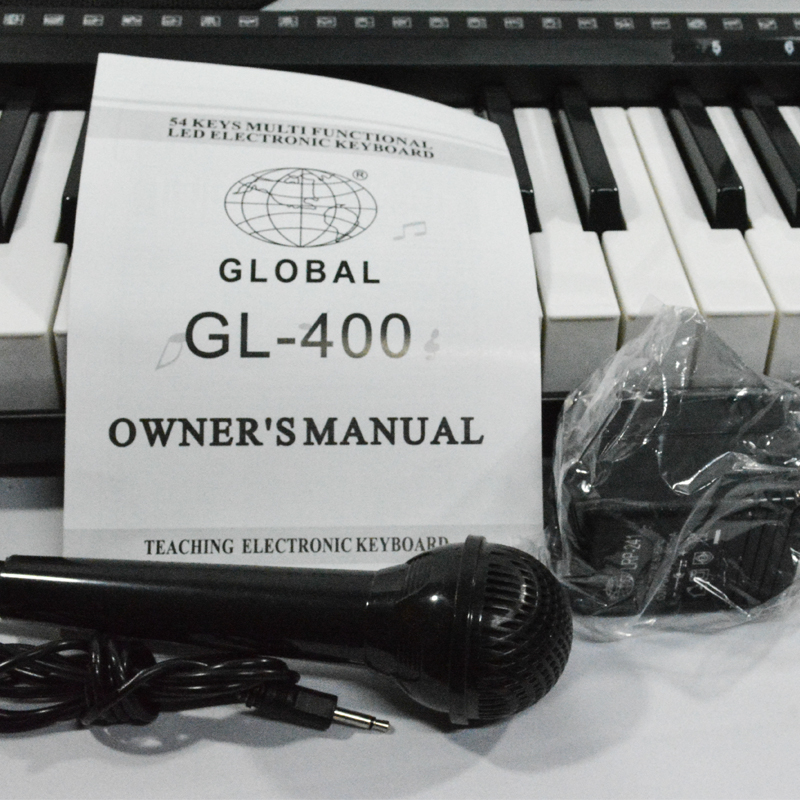 5 6
54 KEYS MULTI FUNCTIONAL
LED ELECTRONIC KEYBOARD
®
GLOBAL
GL-400
OWNER'S MANUAL
TEACHING ELECTRONIC KEYBOARD